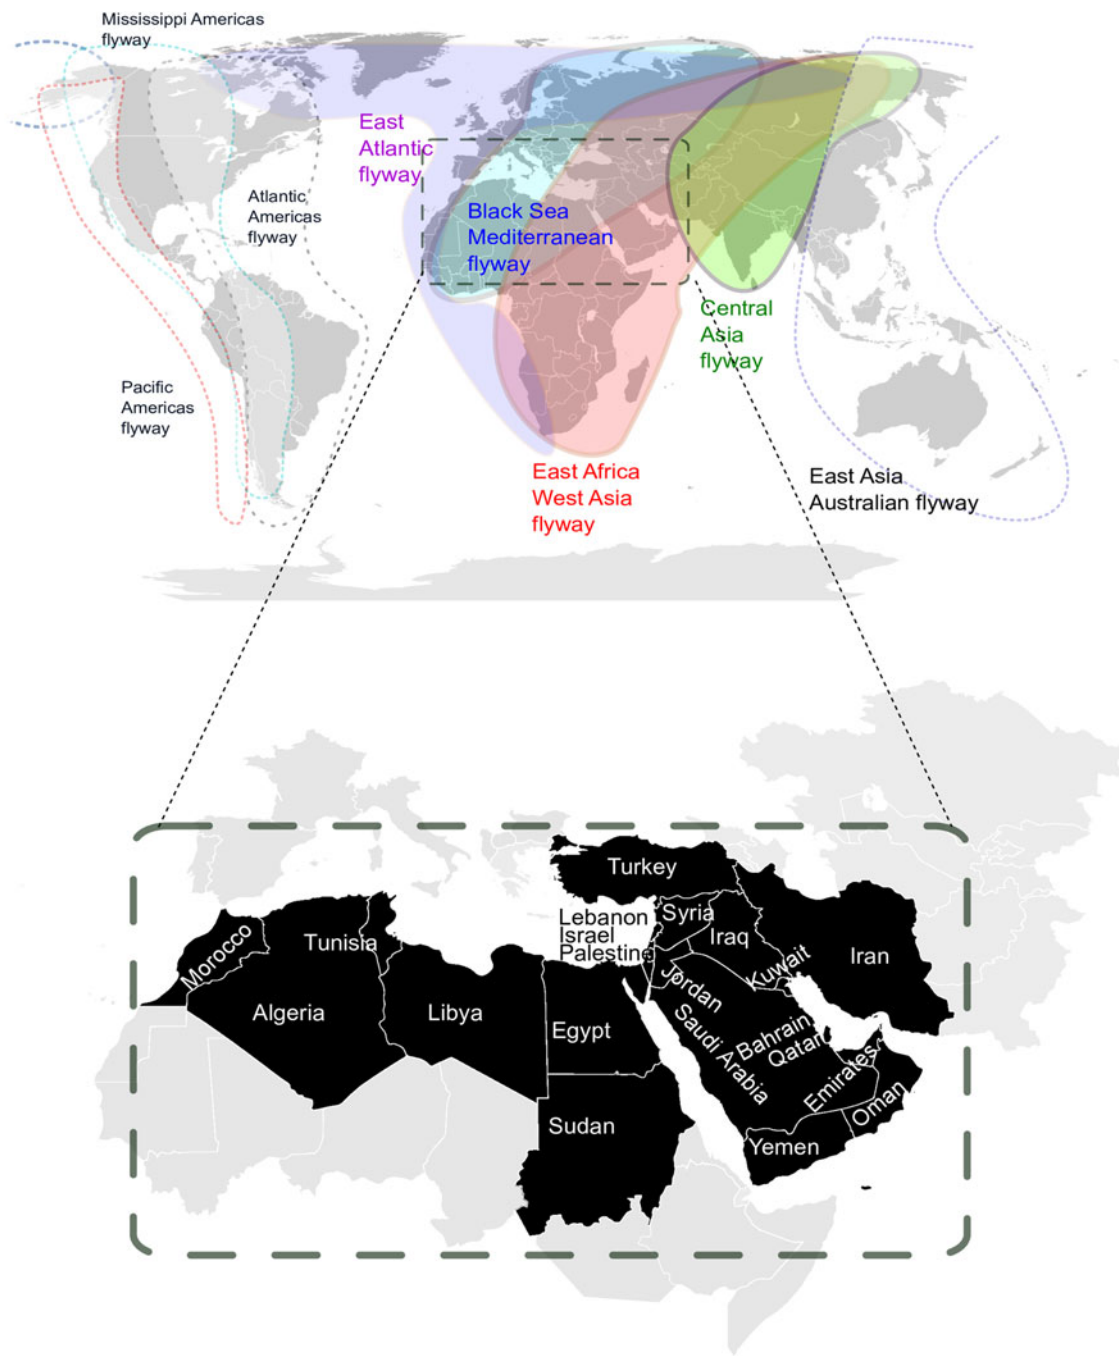 Mississippi Americas
flyway
East
Atlantic
flyway
Atlantic
Americas
flyway
Black Sea
Mediterranean
flyway
Central
Asia
flyway
Pacific
Americas
flyway
East Africa
West Asia
flyway
East Asia
Australian flyway
Turkey
Lebanon
Israel
Palestine
Syria
Iraq
Iran
Morocco
Tunisia
Kuwait
Jordan
Algeria
Libya
Egypt
Saudi Arabia
Bahrain
Qatar
Emirates
Oman
Sudan
Yemen